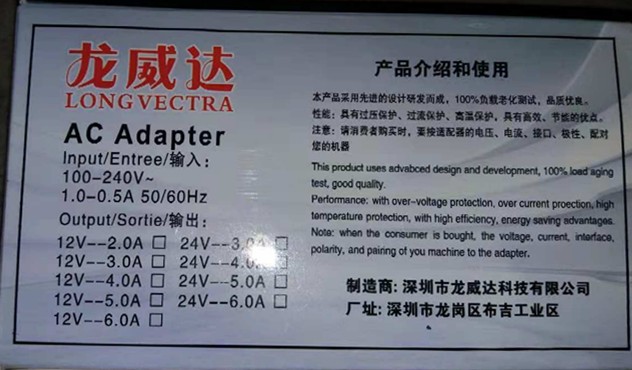 龙威达
LONGVECTRA
AC Adapter
Input/Entree/输入：
100-240V~
1.0-0.5A 50/60Hz
Output/Sortie/输出：
12V--2.0A □ 24V--3.0A □
12V--3.0A □ 24V--4.0A □
12V--4.0A □ 24V--5.0A □
12V--5.0A □ 24V--6.0A □
12V--6.0A □
产品介绍和使用
本产品采用先进的设计研发而成，100%负载老化测试，品质优良。
性能：具有过压保护、过流保护、高温保护，具有高效、节能的优点。
注意：请消费者购买时，要按适配器的电压、电流、接口、极性、配对
您的机器
This product uses advabced design and development, 100% load aging
test, good quality.
Performance: with over-voltage protection, over current proection, high
temperature protection, with high efficiency, energy saving advantages.
Note: when the consumer is bought, the voltage, current, interface,
polarity, and pairing of you machine to the adapter.
制造商：深圳市龙威达科技有限公司
厂址：深圳市龙岗区布吉工业区